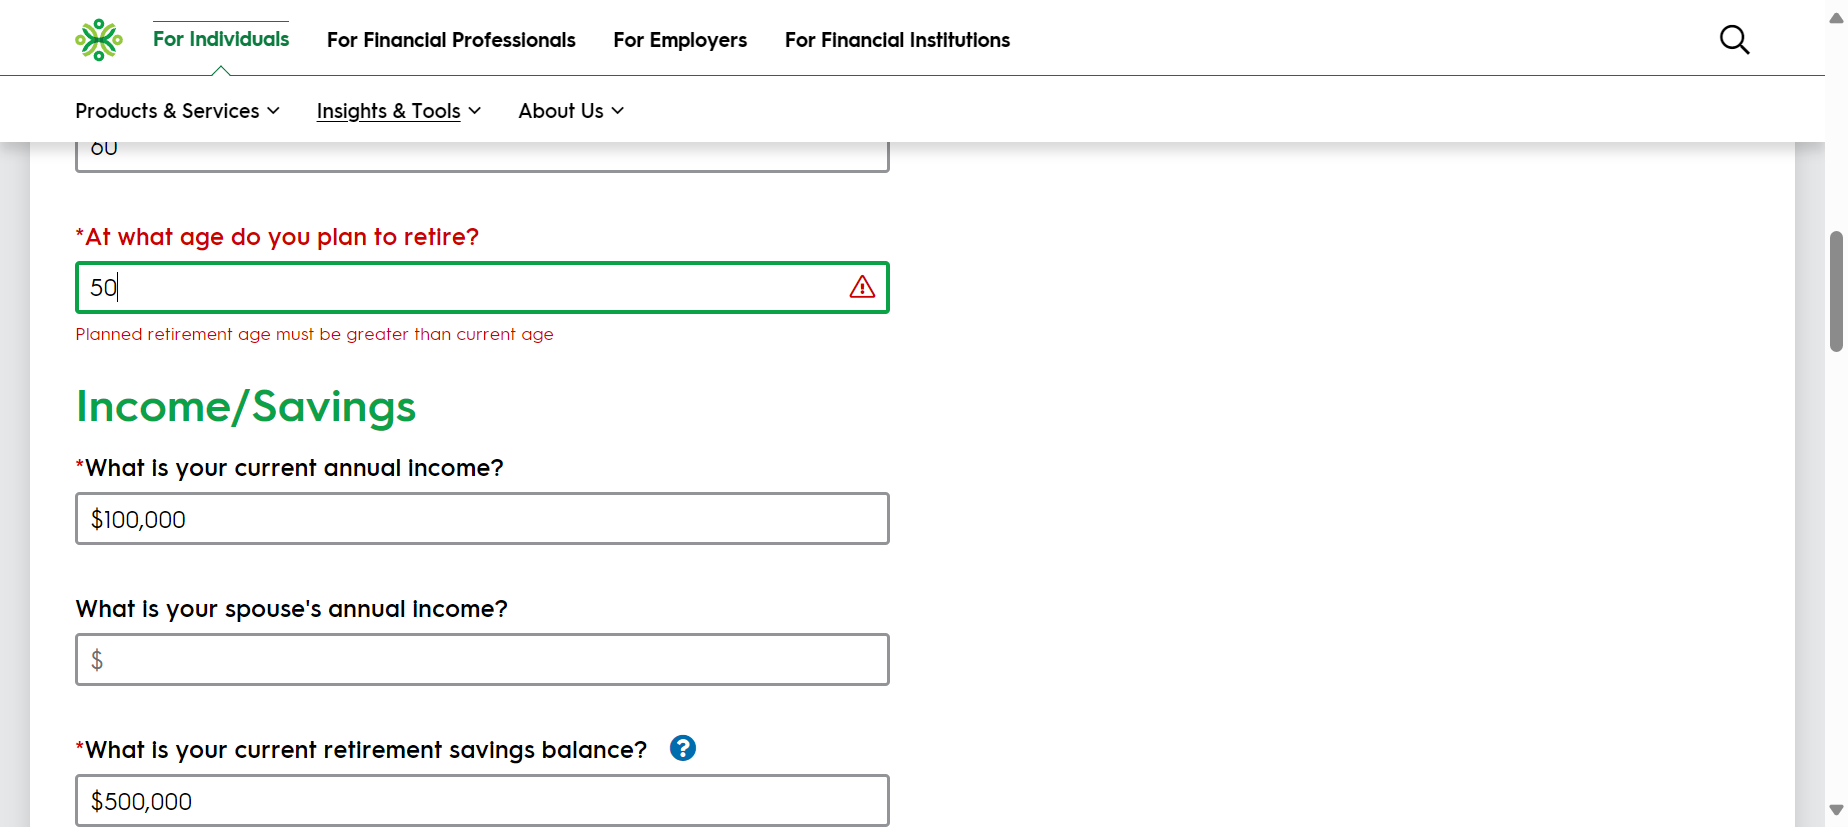 For Individuals For Financial Professionals For Employers For Financial Institutions
Products & Services Insights & Tools About Us
60
*At what age do you plan to retire?
50
Planned retirement age must be greater than current age
Income/Savings
*What is your current annual income?
$100,000
What is your spouse's annual income?
$
*What is your current retirement savings balance? ?
$500,000